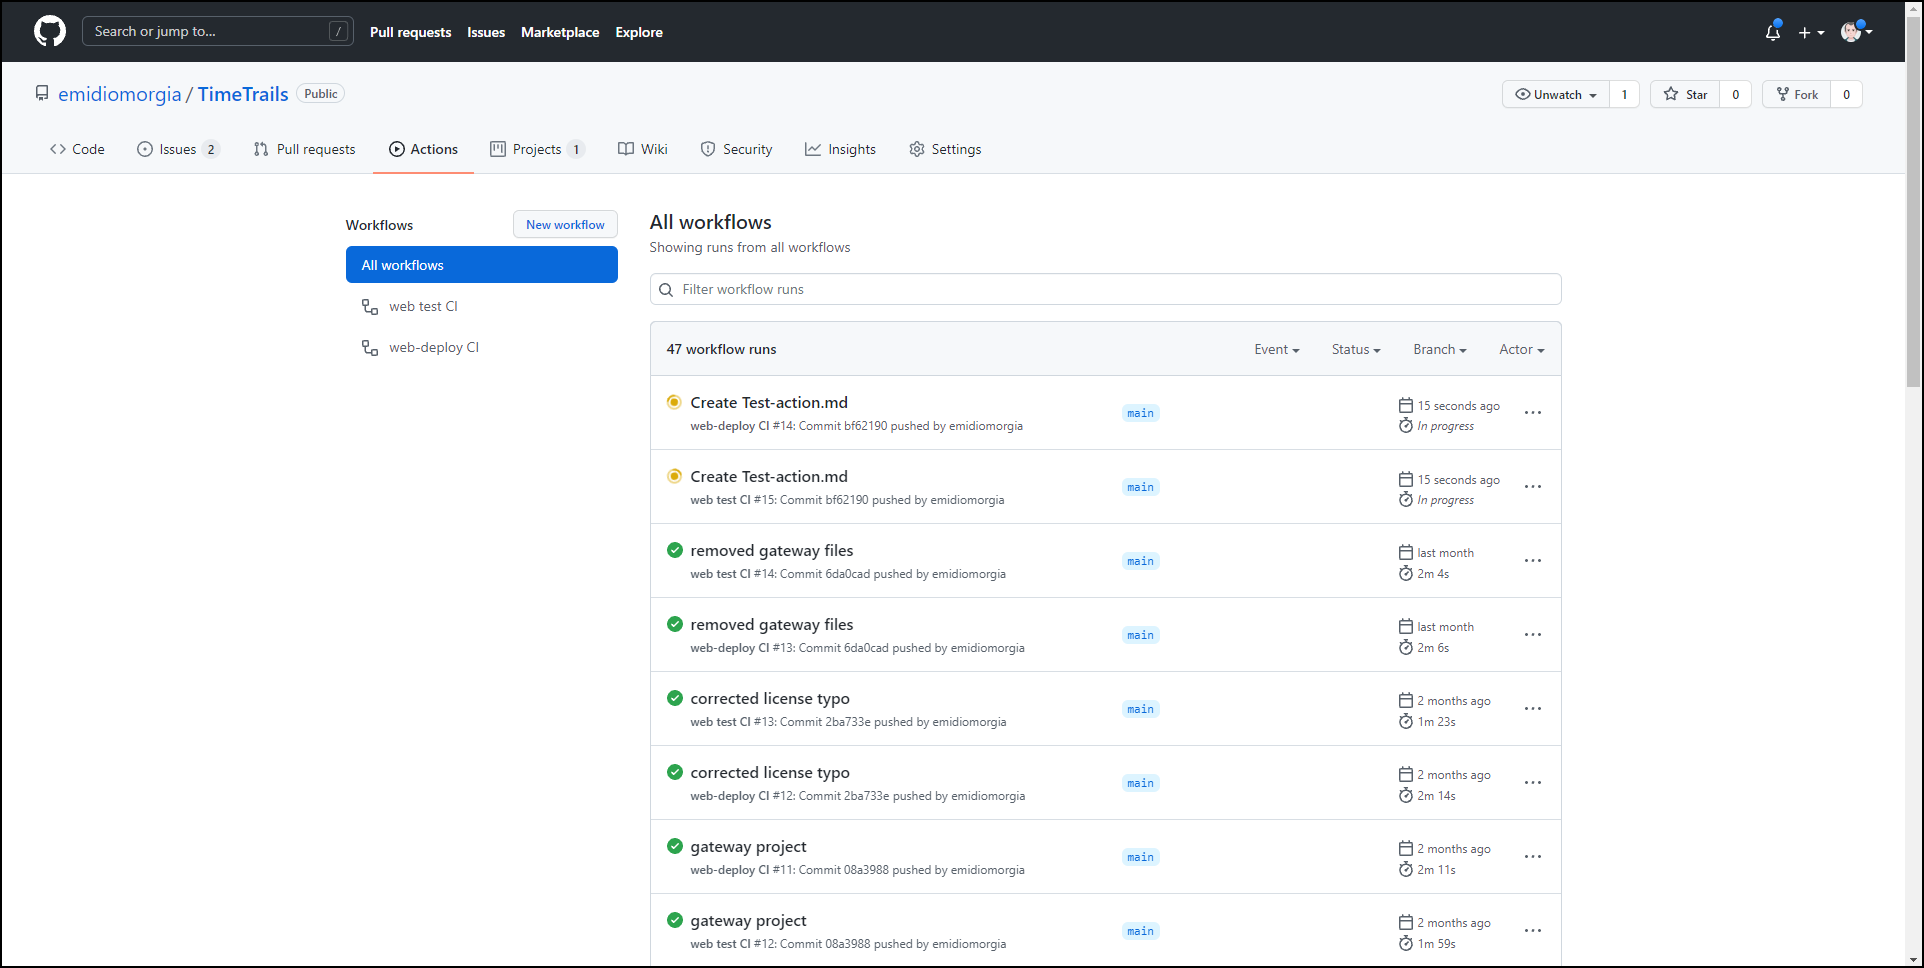 Search or jump to... /
Pull requests Issues Marketplace Explore
emidiomorgia / TimeTrails Public
Unwatch 1 Star 0 Fork 0
Code Issues 2 Pull requests Actions Projects 1 Wiki Security Insights Settings
Workflows New workflow
All workflows
web test CI
web-deploy CI
All workflows
Showing runs from all workflows
Filter workflow runs
47 workflow runs Event Status Branch Actor
Create Test-action.md
web-deploy CI #14: Commit bf62190 pushed by emidiomorgia
main
15 seconds ago
In progress
Create Test-action.md
web test CI #15: Commit bf62190 pushed by emidiomorgia
main
15 seconds ago
In progress
removed gateway files
web test CI #14: Commit 6da0cad pushed by emidiomorgia
main
last month
2m 4s
removed gateway files
web-deploy CI #13: Commit 6da0cad pushed by emidiomorgia
main
last month
2m 6s
corrected license typo
web test CI #13: Commit 2ba733e pushed by emidiomorgia
main
2 months ago
1m 23s
corrected license typo
web-deploy CI #12: Commit 2ba733e pushed by emidiomorgia
main
2 months ago
2m 14s
gateway project
web-deploy CI #11: Commit 08a3988 pushed by emidiomorgia
main
2 months ago
2m 11s
gateway project
web test CI #12: Commit 08a3988 pushed by emidiomorgia
main
2 months ago
1m 59s